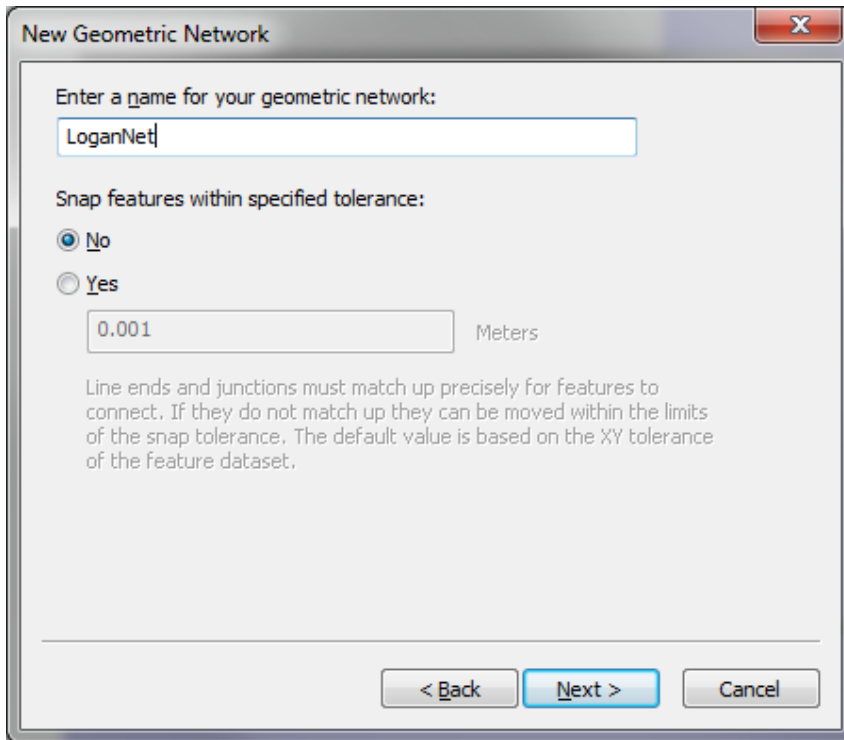 New Geometric Network
X
Enter a name for your geometric network:
LoganNet
Snap features within specified tolerance:
No
Yes
0.001
Meters
Line ends and junctions must match up precisely for features to
connect. If they do not match up they can be moved within the limits
of the snap tolerance. The default value is based on the XY tolerance
of the feature dataset.
< Back
Next >
Cancel